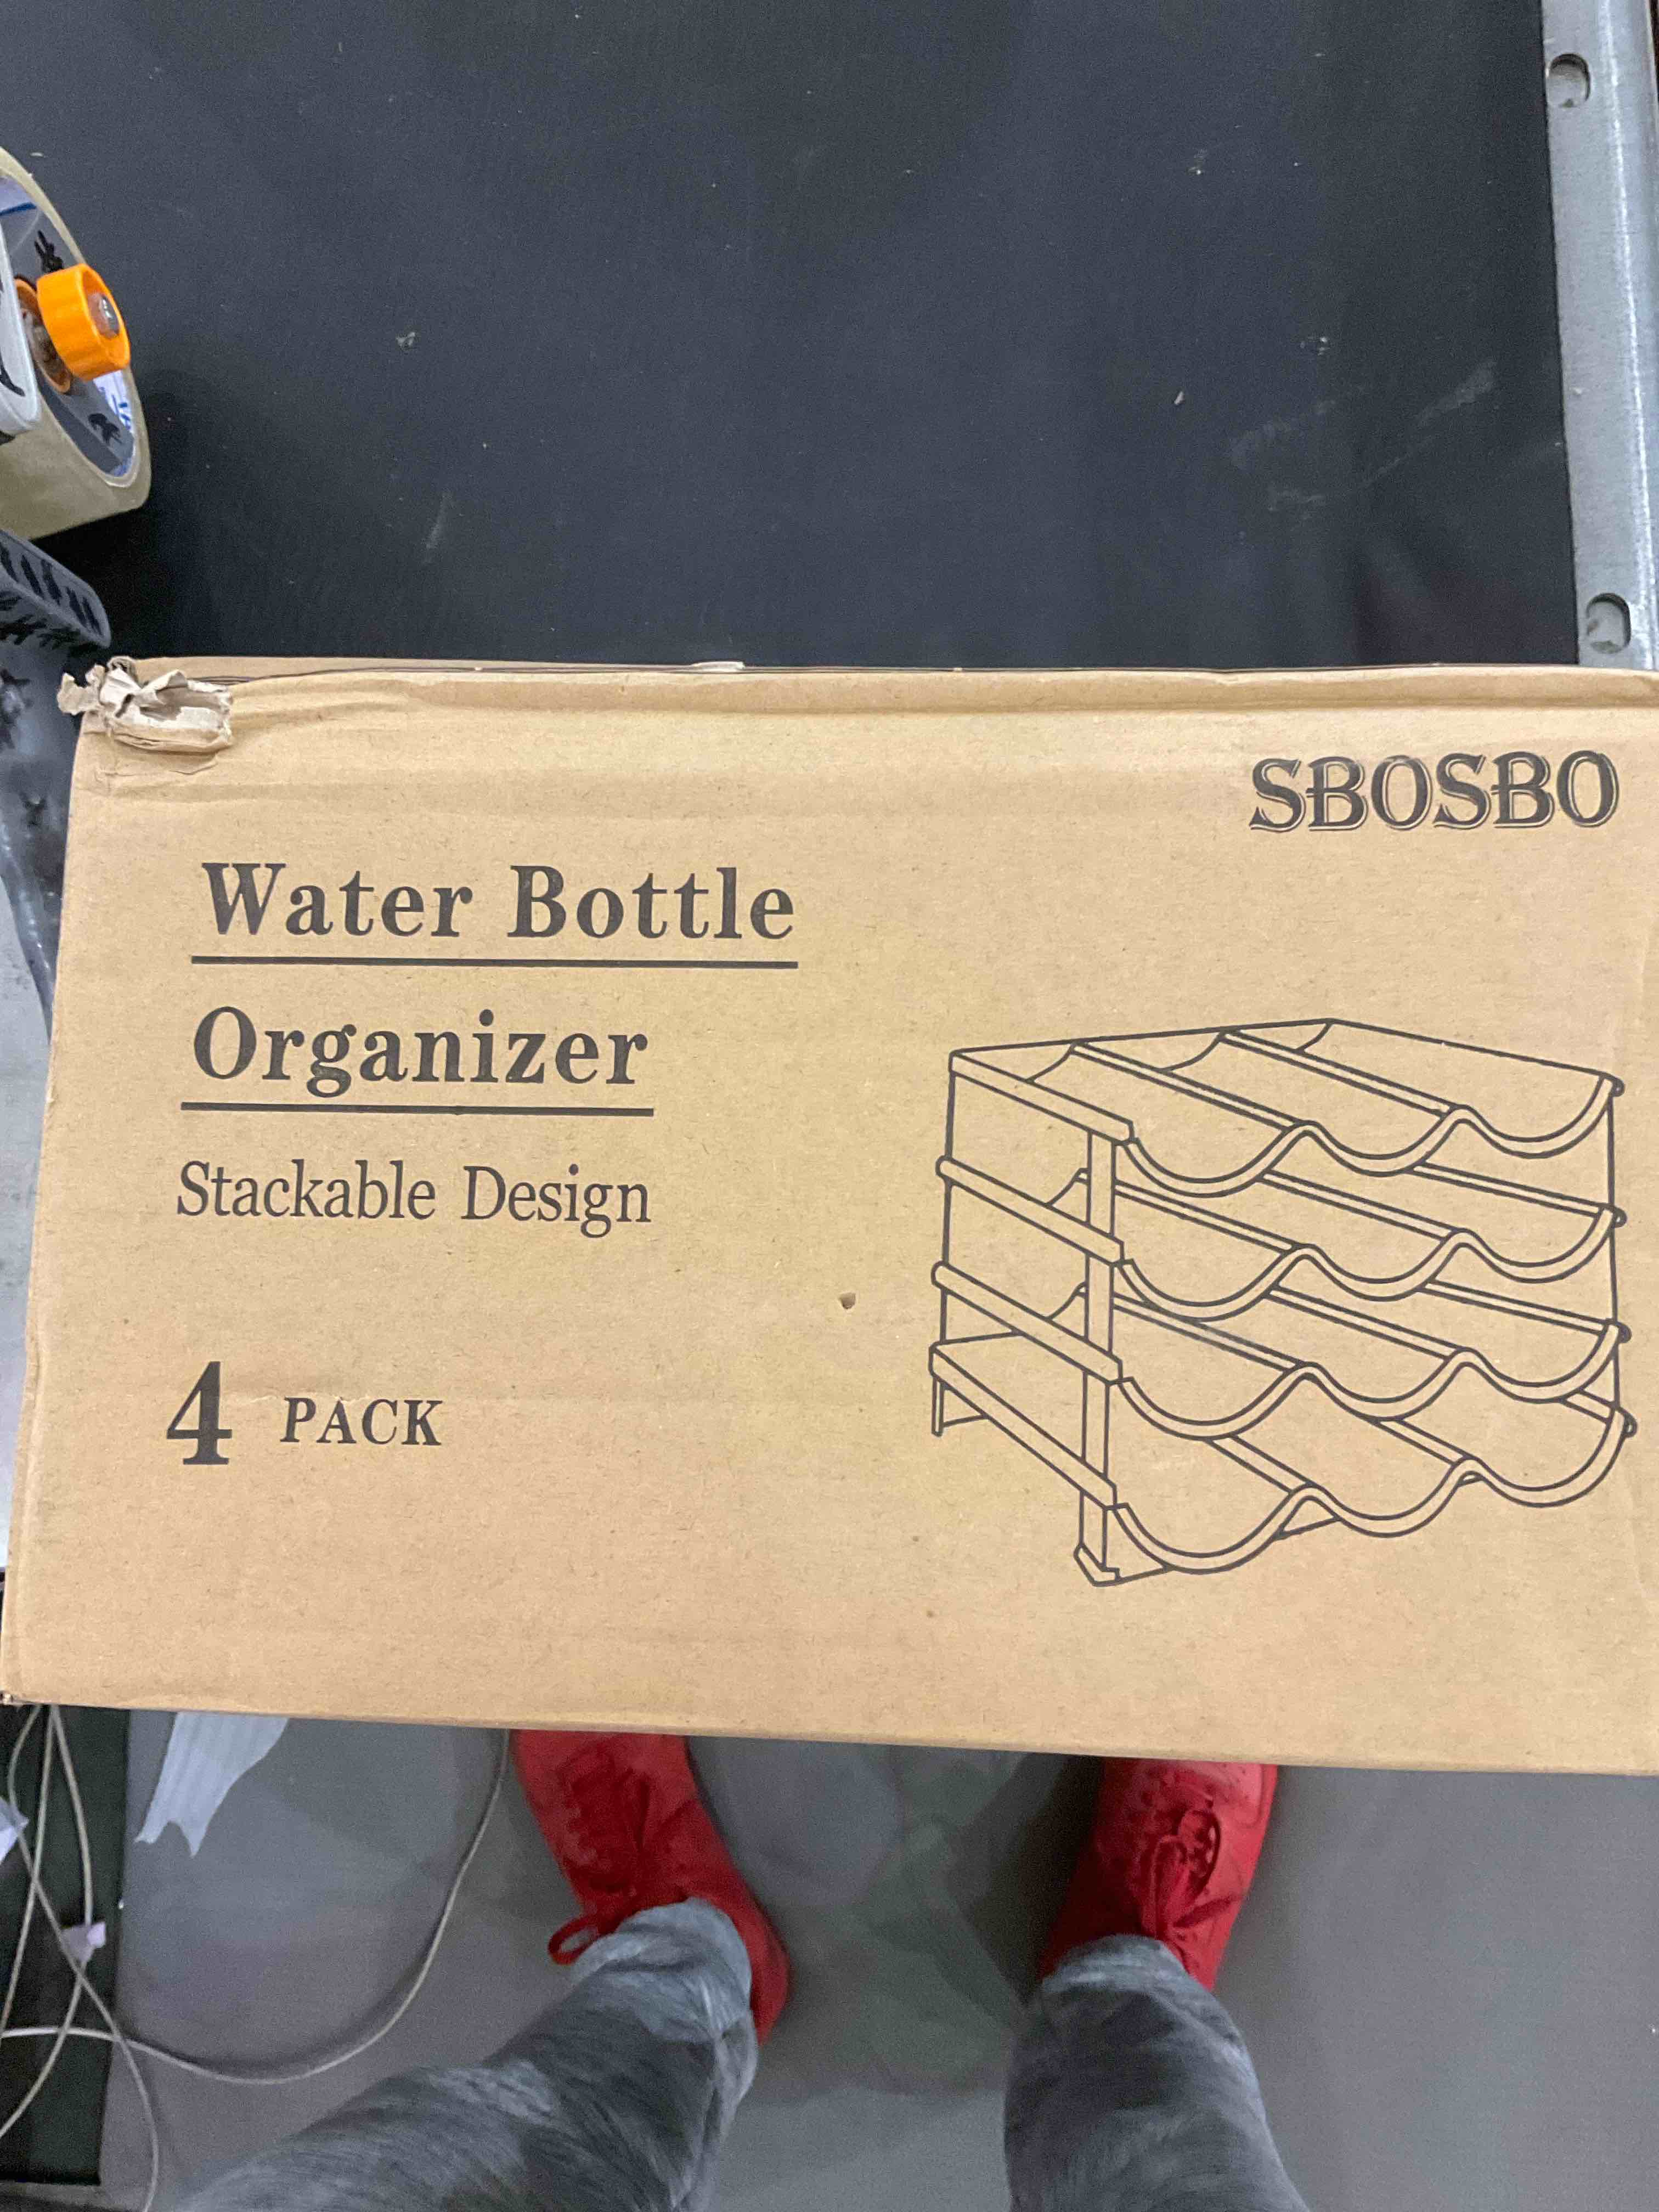 SBOSBO
Water Bottle
Organizer
Stackable Design
4 PACK